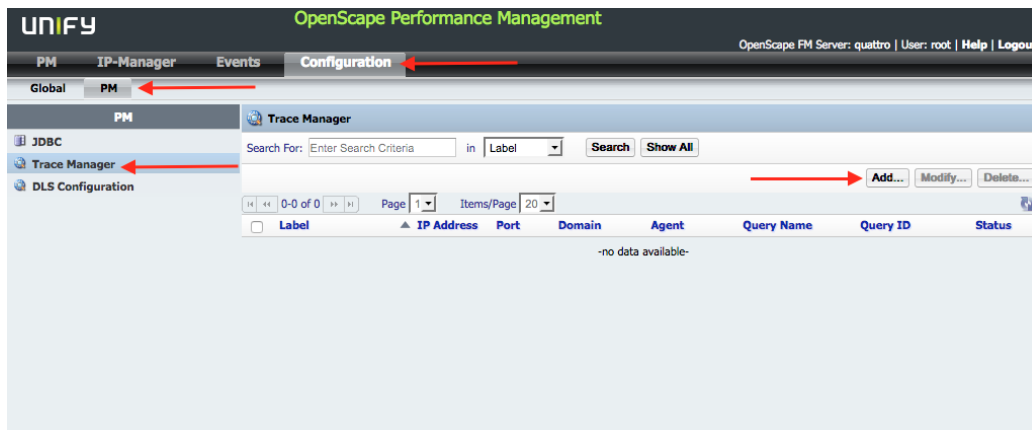 UNIFY
OpenScape Performance Management
OpenScape FM Server: quattro | User: root | Help | Logou
PM IP-Manager Events Configuration
Global PM
PM
JDBC
Trace Manager
DLS Configuration
Trace Manager
Search For: Enter Search Criteria in Label Search Show All
Add... Modify... Delete...
0-0 of 0 Page 1 Items/Page 20
Label IP Address Port Domain Agent Query Name Query ID Status
-no data available-